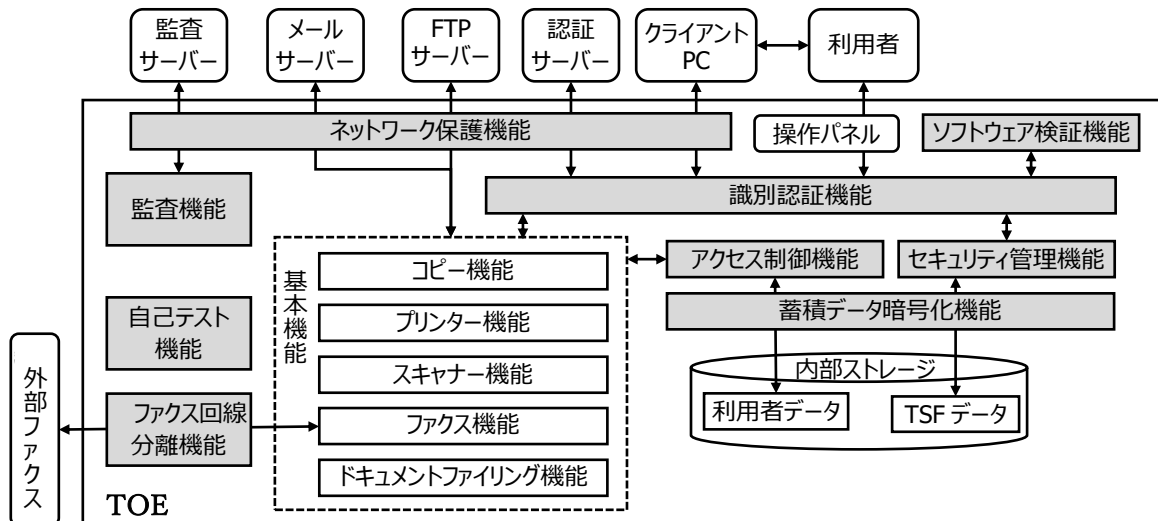 監査
サーバー
メール
サーバー
FTP
サーバー
認証
サーバー
クライアント
PC
利用者
ネットワーク保護機能
操作パネル
ソフトウェア検証機能
監査機能
識別認証機能
基本機能
コピー機能
プリンター機能
スキャナー機能
ファクス機能
ドキュメントファイリング機能
アクセス制御機能
セキュリティ管理機能
蓄積データ暗号化機能
内部ストレージ
利用者データ
TSF データ
自己テスト
機能
外部ファクス
ファクス回線
分離機能
TOE